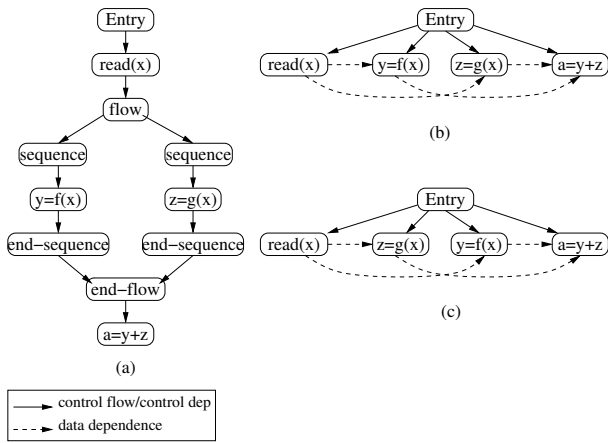 Entry
read(x)
flow
sequence sequence
y=f(x) z=g(x)
end−sequence end−sequence
end−flow
a=y+z
(a)
Entry
read(x) y=f(x) z=g(x) a=y+z
(b)
Entry
read(x) z=g(x) y=f(x) a=y+z
(c)
control flow/control dep
data dependence